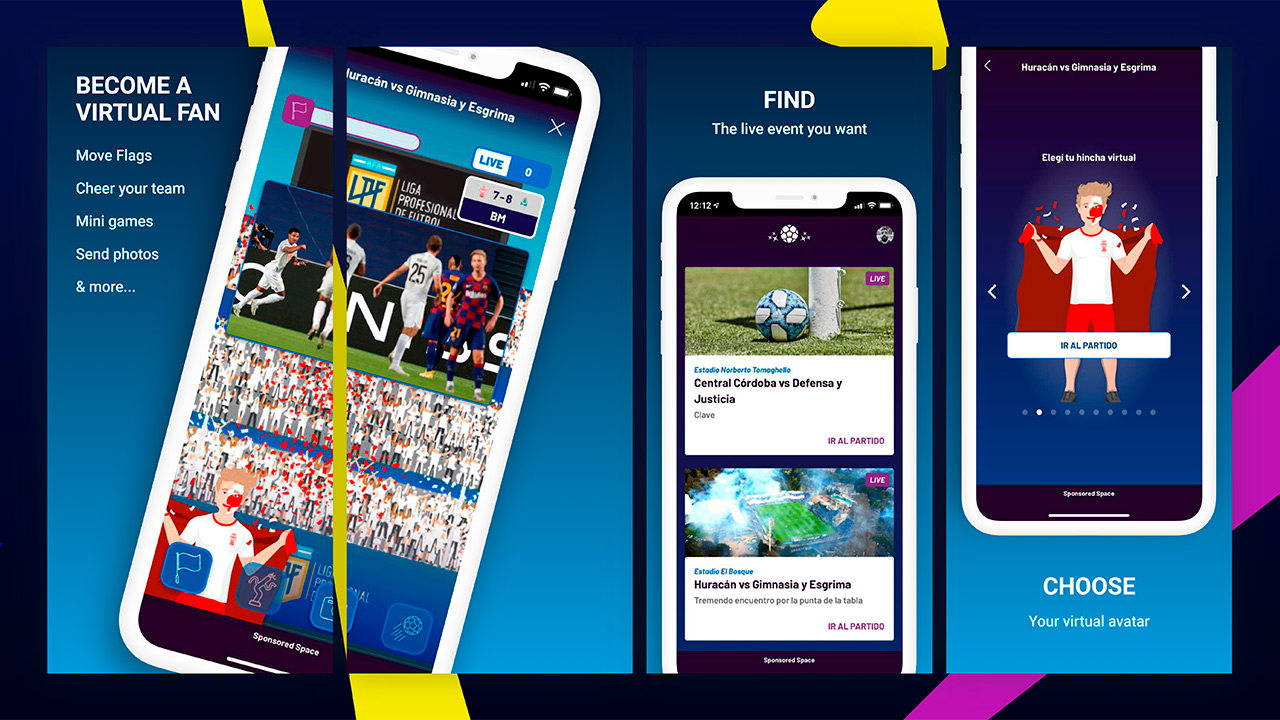 BECOME A
VIRTUAL FAN
Move Flags
Cheer your team
Mini games
Send photos
& more...
Huracán vs Gimnasia y Esgrima
LIVE
0
7-8
BM
LPF
LIGA
PROFESIONAL
DE FÚTBOL
25
Sponsored Space
FIND
The live event you want
12:12
LIVE
Estadio Norberto Tomaghello
Central Córdoba vs Defensa y
Justicia
Clave
IR AL PARTIDO
LIVE
Estadio El Bosque
Huracán vs Gimnasia y Esgrima
Tremendo encuentro por la punta de la tabla
IR AL PARTIDO
Sponsored Space
Huracán vs Gimnasia y Esgrima
Elegí tu hincha virtual
IR AL PARTIDO
Sponsored Space
CHOOSE
Your virtual avatar